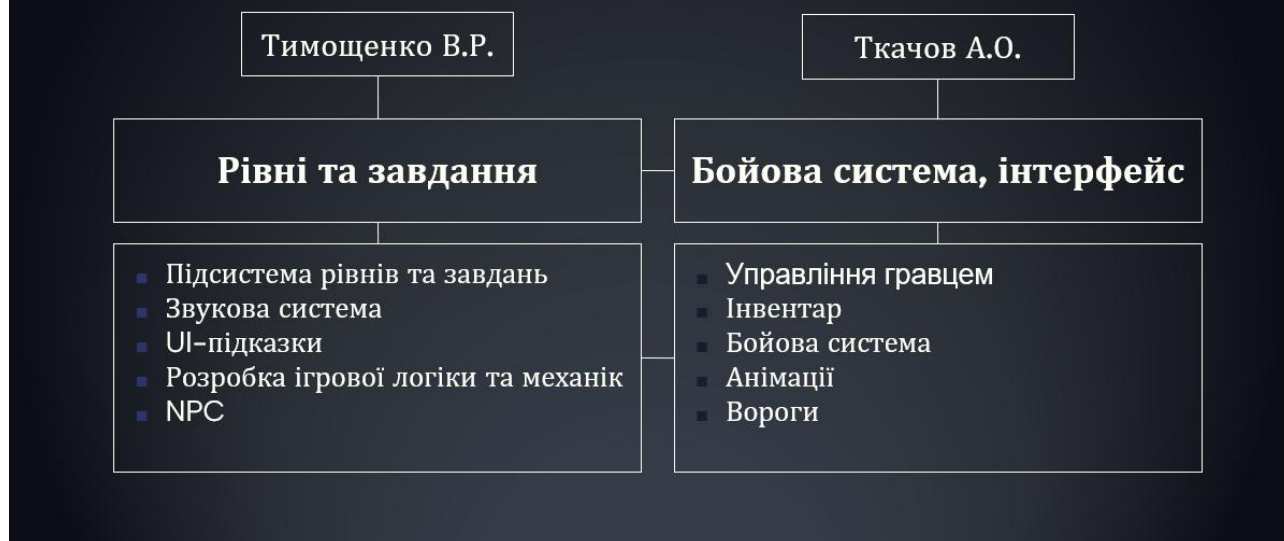 Тимощенко В.Р.
Ткачов А.О.
Рівні та завдання
Бойова система, інтерфейс
Підсистема рівнів та завдань
Звукова система
UI-підказки
Розробка ігрової логіки та механік
NPC
Управління гравцем
Інвентар
Бойова система
Анімації
Вороги